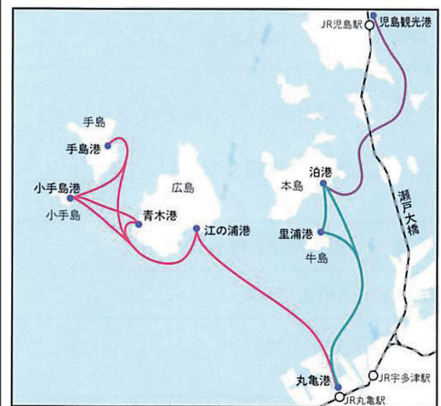 JR児島駅
児島観光港
手島
手島港
小手島港
小手島
広島
青木港
江の浦港
本島
泊港
里浦港
牛島
瀬戸大橋
丸亀港
JR宇多津駅
JR丸亀駅